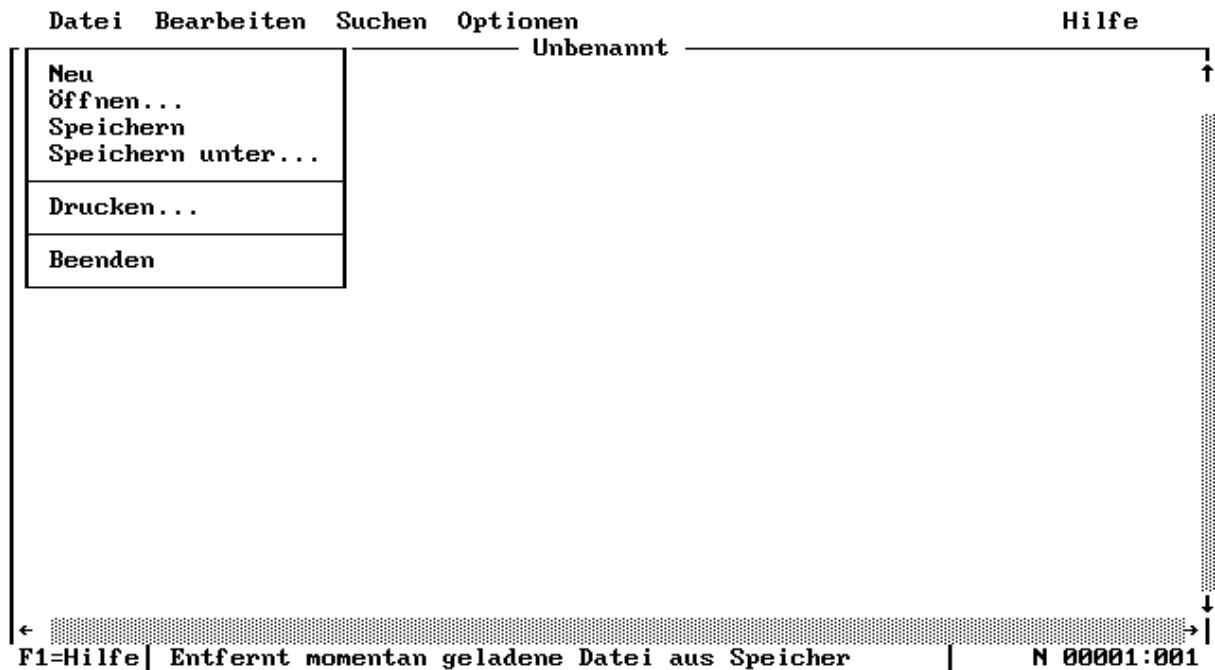 Datei Bearbeiten Suchen Optionen Hilfe
Unbenannt
Neu
Öffnen...
Speichern
Speichern unter...
Drucken...
Beenden
F1=Hilfe Entfernt momentan geladene Datei aus Speicher N 00001:001